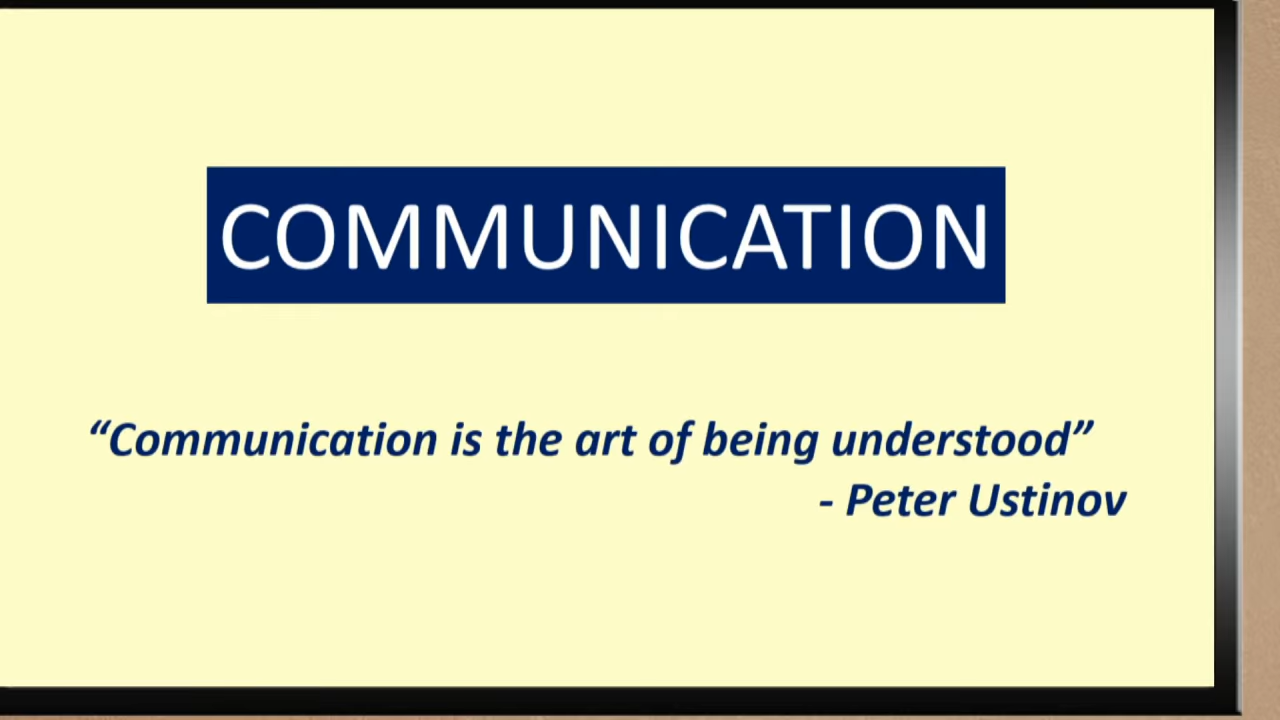 COMMUNICATION
“Communication is the art of being understood”
- Peter Ustinov